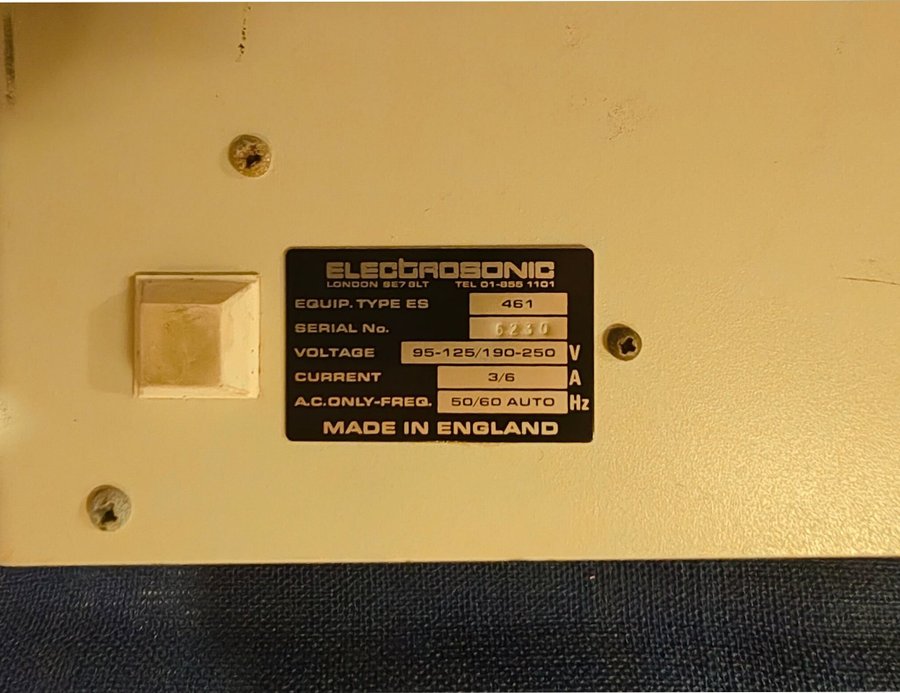 ELECTROSONIC
LONDON SE7 8LT TEL 01-855 1101
EQUIP. TYPE ES 461
SERIAL No. 6230
VOLTAGE 95-125/190-250 V
CURRENT 3/6 A
A.C. ONLY-FREQ. 50/60 AUTO Hz
MADE IN ENGLAND